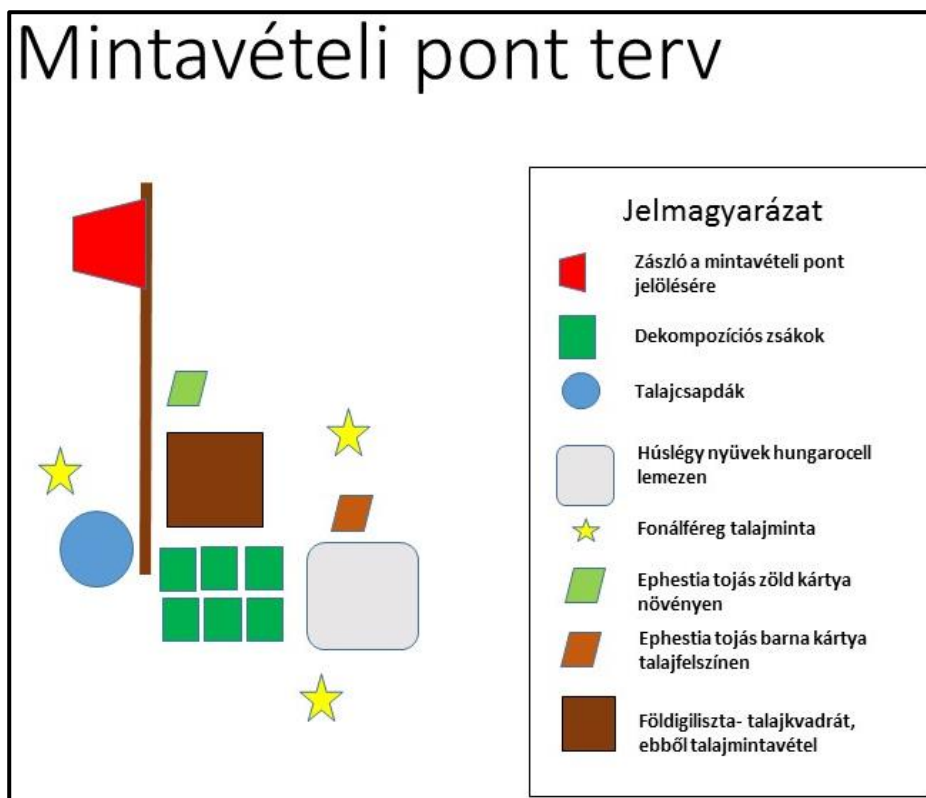 Mintavételi pont terv
Jelmagyarázat
Zászló a mintavételi pont
jelölésére
Dekompozíciós zsákok
Talajcsapdák
Húslégy nyüvek hungarocell
lemezen
Fonálféreg talajminta
Ephestia tojás zöld kártya
növényen
Ephestia tojás barna kártya
talajfelszínen
Földigiliszta- talajkvadrát,
ebből talajmintavétel